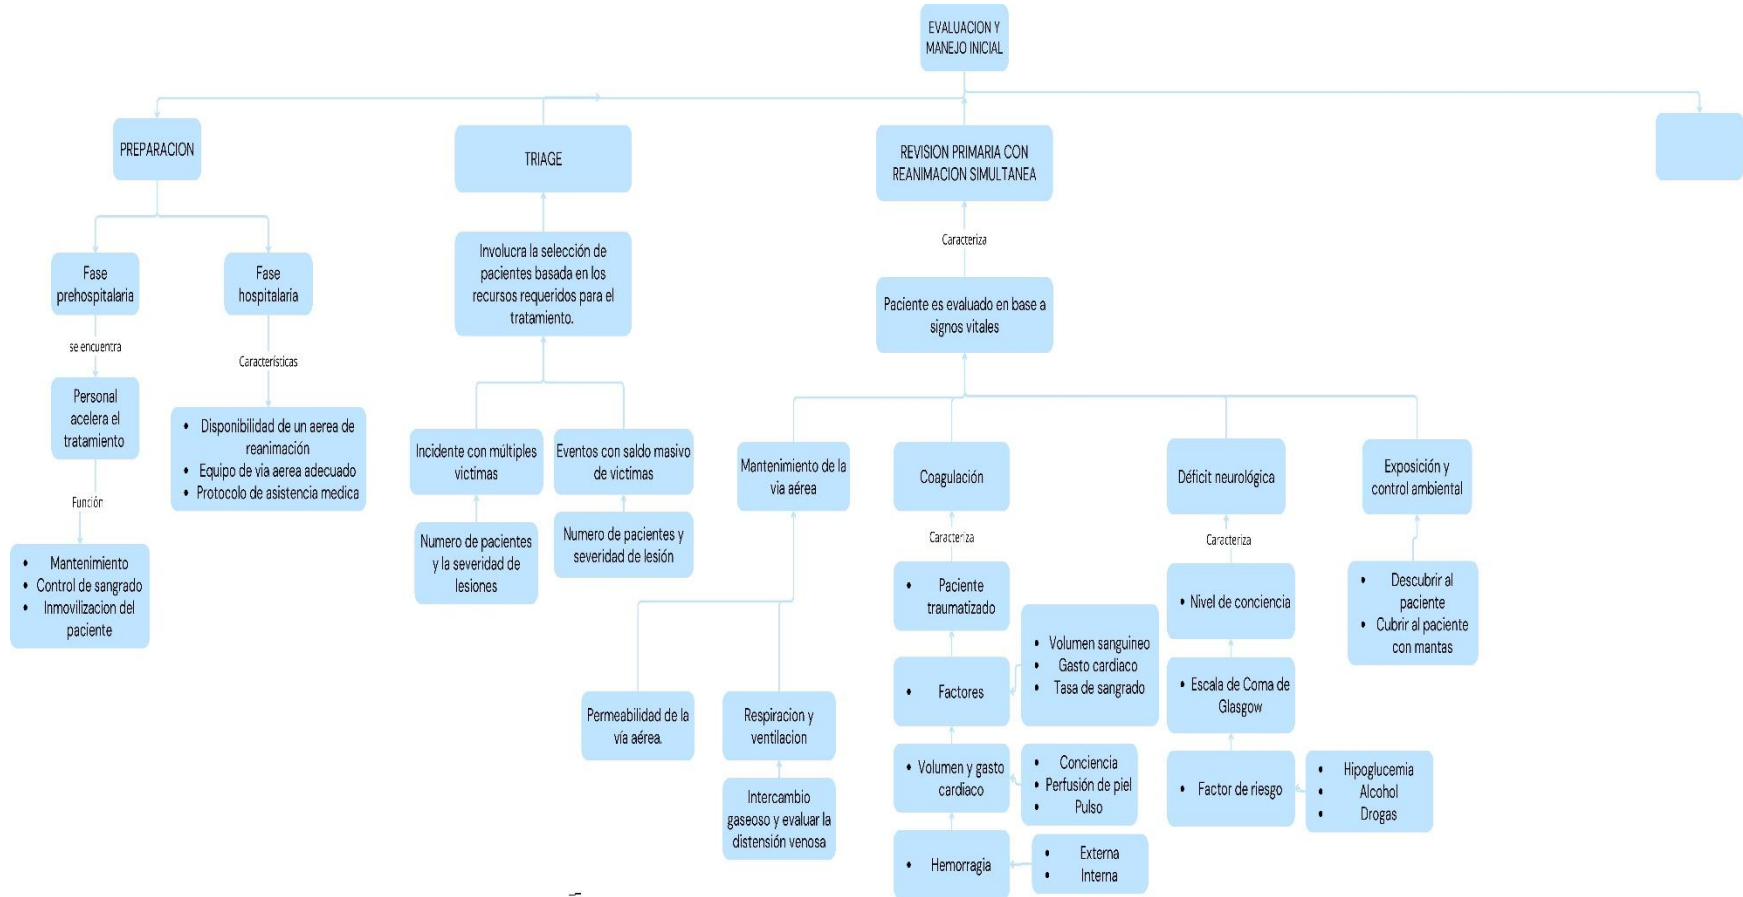 EVALUACION Y
MANEJO INICIAL
PREPARACION
TRIAGE
REVISION PRIMARIA CON
REANIMACION SIMULTANEA
Fase
prehospitalaria
se encuentra
Personal
acelera el
tratamiento
Función
• Mantenimiento
• Control de sangrado
• Inmovilizacion del
paciente
Fase
hospitalaria
Características
• Disponibilidad de un aerea de
reanimación
• Equipo de via aerea adecuado
• Protocolo de asistencia medica
Involucra la selección de
pacientes basada en los
recursos requeridos para el
tratamiento.
Incidente con múltiples
victimas
Numero de pacientes
y la severidad de
lesiones
Eventos con saldo masivo
de victimas
Numero de pacientes y
severidad de lesión
Caracteriza
Paciente es evaluado en base a
signos vitales
Mantenimiento de la
via aérea
Permeabilidad de la
vía aérea.
Respiracion y
ventilacion
Intercambio
gaseoso y evaluar la
distensión venosa
Coagulación
Caracteriza
• Paciente
traumatizado
• Factores
• Volumen sanguineo
• Gasto cardiaco
• Tasa de sangrado
• Volumen y gasto
cardiaco
• Conciencia
• Perfusión de piel
• Pulso
• Hemorragia
• Externa
• Interna
Déficit neurológica
Caracteriza
• Nivel de conciencia
• Escala de Coma de
Glasgow
• Factor de riesgo
• Hipoglucemia
• Alcohol
• Drogas
Exposición y
control ambiental
• Descubrir al
paciente
• Cubrir al paciente
con mantas